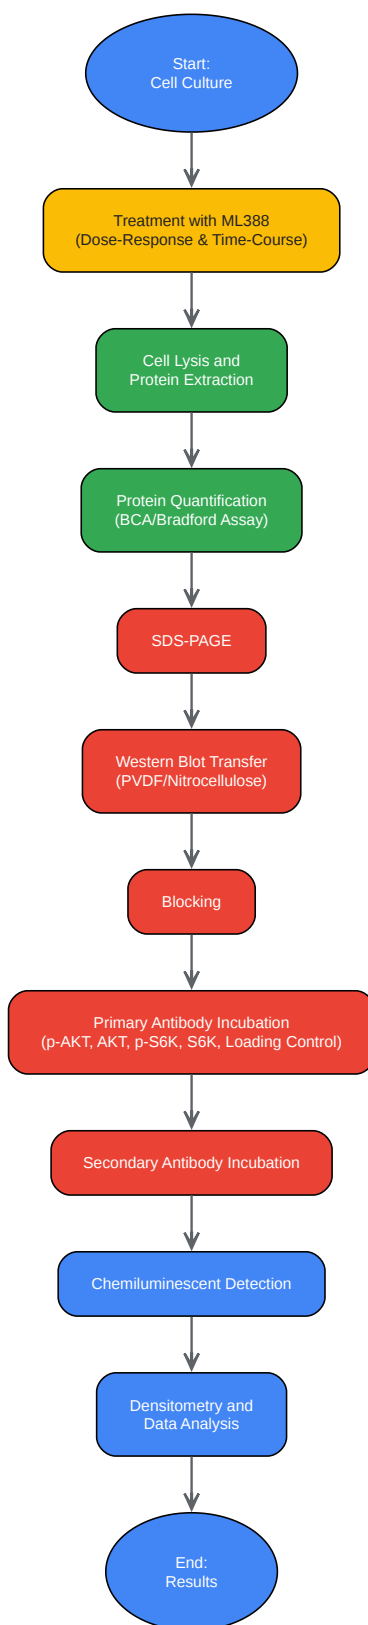 Start:
Cell Culture
Treatment with ML388
(Dose-Response & Time-Course)
Cell Lysis and
Protein Extraction
Protein Quantification
(BCA/Bradford Assay)
SDS-PAGE
Western Blot Transfer
(PVDF/Nitrocellulose)
Blocking
Primary Antibody Incubation
(p-AKT, AKT, p-S6K, S6K, Loading Control)
Secondary Antibody Incubation
Chemiluminescent Detection
Densitometry and
Data Analysis
End:
Results